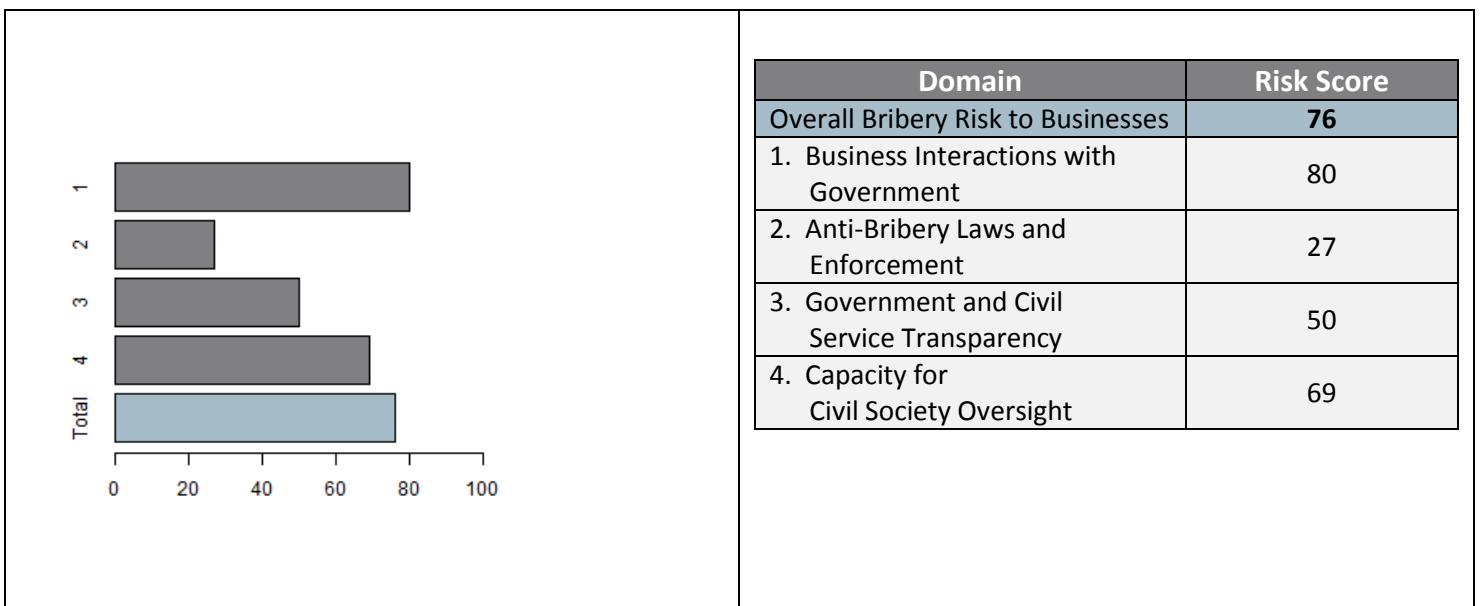 1
2
3
4
Total
0 20 40 60 80 100
Domain Risk Score
Overall Bribery Risk to Businesses 76
1. Business Interactions with
Government 80
2. Anti-Bribery Laws and
Enforcement 27
3. Government and Civil
Service Transparency 50
4. Capacity for
Civil Society Oversight 69